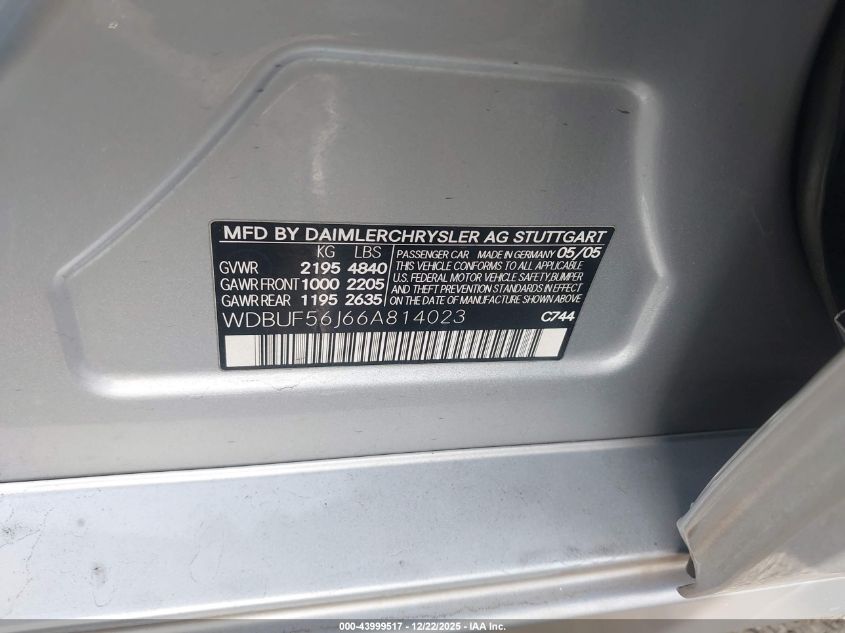 MFD BY DAIMLERCHRYSLER AG STUTTGART
KG LBS PASSENGER CAR MADE IN GERMANY 05/05
GVWR 2195 4840 THIS VEHICLE CONFORMS TO ALL APPLICABLE
GAWR FRONT 1000 2205 U.S. FEDERAL MOTOR VEHICLE SAFETY,BUMPER
GAWR REAR 1195 2635 AND THEFT PREVENTION STANDARDS IN EFFECT
ON THE DATE OF MANUFACTURE SHOWN ABOVE
WDBUF56J66A814023 C744
000-43999517 - 12/22/2025 - IAA Inc.